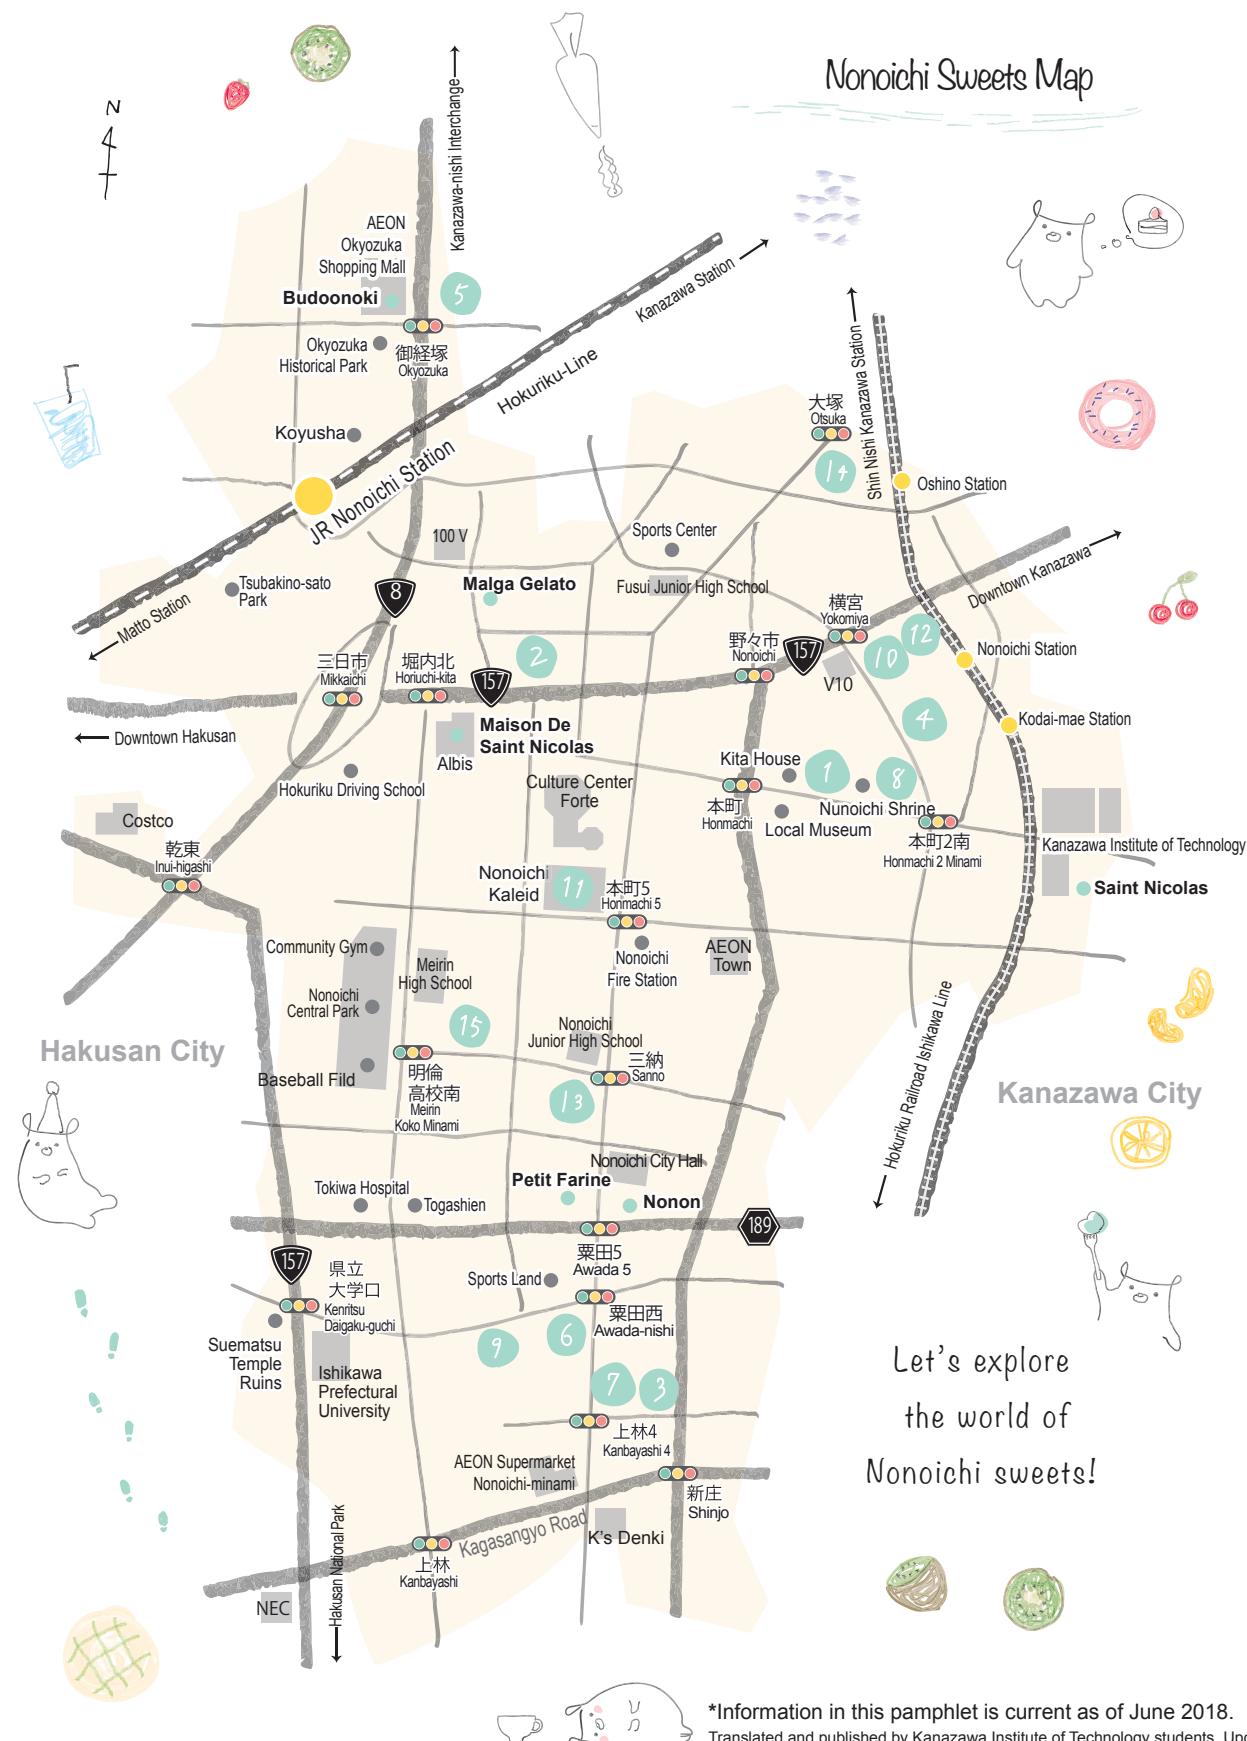 Nonoichi Sweets Map
N
Kanazawa-nishi Interchange
AEON
Okyozuka
Shopping Mall
Budoonoki
5
Okyozuka
Historical Park
御経塚
Okyozuka
Kanazawa Station
Hokuriku-Line
Koyusha
JR Nonoichi Station
Shin Nishi Kanazawa Station
大塚
Otsuka
14
Oshino Station
100 V
Sports Center
Fusui Junior High School
Downtown Kanazawa
Tsubakino-sato
Park
Matto Station
8
Malga Gelato
2
横宮
Yokomiya
12
10
野々市
Nonoichi
157
V10
Nonoichi Station
三日市
Mikkaichi
堀内北
Horiuchi-kita
157
Downtown Hakusan
Maison De
Saint Nicolas
Albis
4
Kodai-mae Station
Hokuriku Driving School
Culture Center
Forte
Kita House
1
8
Nunoichi Shrine
本町
Honmachi
Local Museum
本町2南
Honmachi 2 Minami
Kanazawa Institute of Technology
Saint Nicolas
Costco
乾東
Inui-higashi
Nonoichi
Kaleid
11
本町5
Honmachi 5
Nonoichi
Fire Station
AEON
Town
Community Gym
Meirin
High School
Nonoichi
Central Park
15
Nonoichi
Junior High School
Hakusan City
Baseball Fild
明倫
高校南
Meirin
Koko Minami
三納
Sanno
13
Hokuriku Railroad Ishikawa Line
Kanazawa City
Nonoichi City Hall
Petit Farine
Nonon
Tokiwa Hospital
Togashien
189
157
粟田5
Awada 5
県立
大学口
Kenritsu
Daigaku-guchi
Sports Land
粟田西
Awada-nishi
9
6
Suematsu
Temple
Ruins
Ishikawa
Prefectural
University
7
3
Let's explore
the world of
Nonoichi sweets!
上林4
Kanbayashi 4
AEON Supermarket
Nonoichi-minami
新庄
Shinjo
Kagasangyo Road
K's Denki
上林
Kanbayashi
Hakusan National Park
NEC
*Information in this pamphlet is current as of June 2018.
Translated and published by Kanazawa Institute of Technology students. Upd